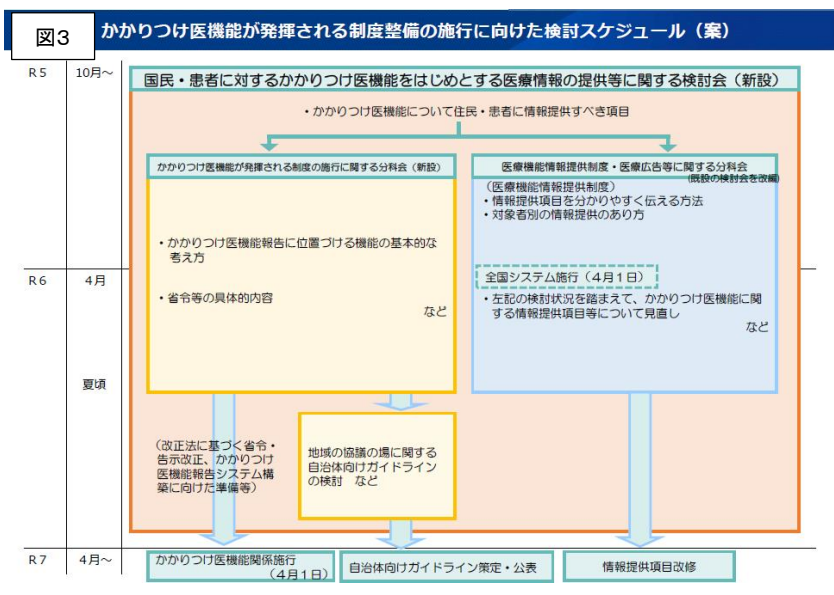 図3
かかりつけ医機能が発揮される制度整備の施行に向けた検討スケジュール（案）
R5
10月～
国民・患者に対するかかりつけ医機能をはじめとする医療情報の提供等に関する検討会（新設）
・かかりつけ医機能について住民・患者に情報提供すべき項目
かかりつけ医機能が発揮される制度の施行に関する分科会（新設）
・かかりつけ医機能報告に位置づける機能の基本的な
考え方
・省令等の具体的内容
など
医療機能情報提供制度・医療広告等に関する分科会
(既設の検討会を改編)
（医療機能情報提供制度）
・情報提供項目を分かりやすく伝える方法
・対象者別の情報提供のあり方
R6
4月
全国システム施行（4月1日）
・左記の検討状況を踏まえて、かかりつけ医機能に関
する情報提供項目等について見直し
など
夏頃
（改正法に基づく省令・
告示改正、かかりつけ
医機能報告システム構
築に向けた準備等）
地域の協議の場に関する
自治体向けガイドライン
の検討　など
R7
4月～
かかりつけ医機能関係施行
（4月1日）
自治体向けガイドライン策定・公表
情報提供項目改修